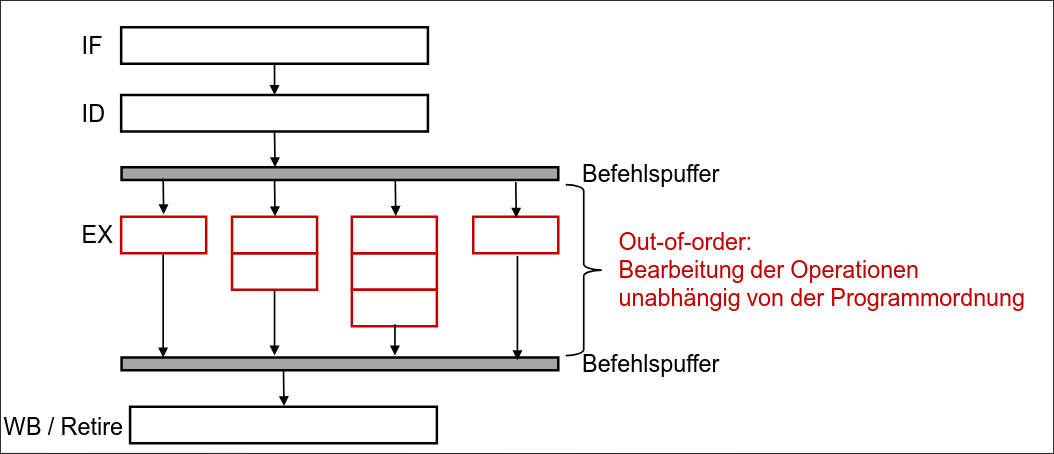 IF
ID
Befehlspuffer
EX
Out-of-order:
Bearbeitung der Operationen
unabhängig von der Programmordnung
Befehlspuffer
WB / Retire